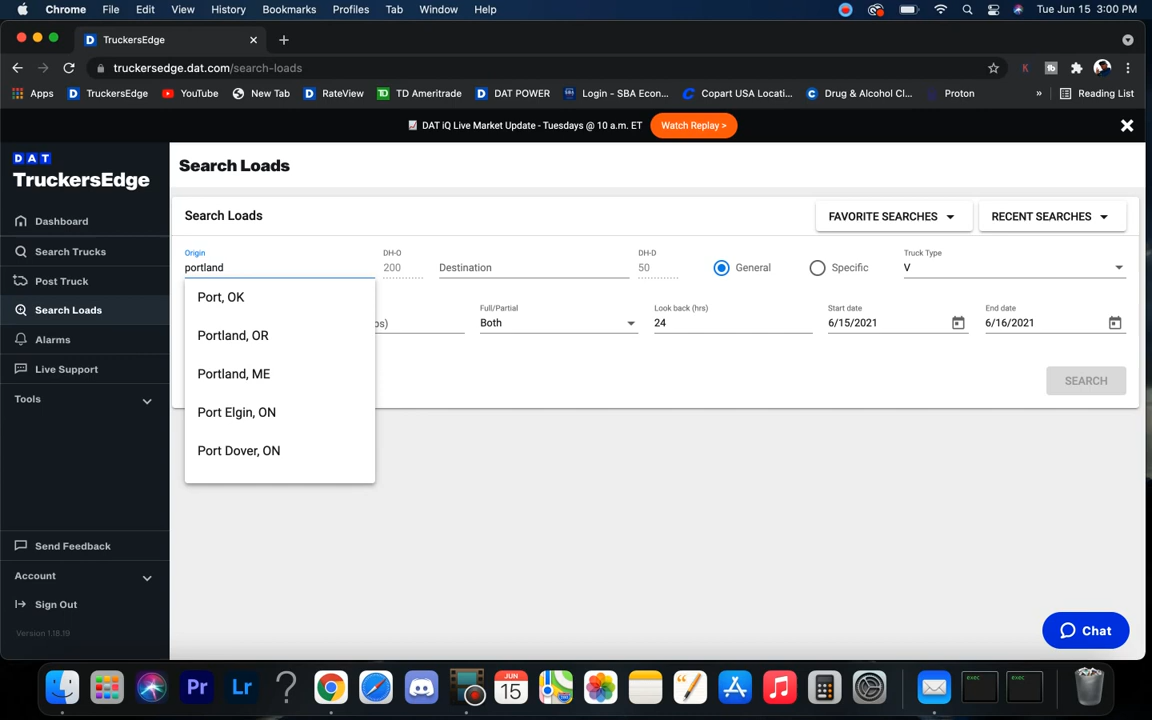 Chrome File Edit View History Bookmarks Profiles Tab Window Help Tue Jun 15 3:00 PM
TruckersEdge
truckersedge.dat.com/search-loads
Apps TruckersEdge YouTube New Tab RateView TD Ameritrade DAT POWER Login - SBA Econ... Copart USA Locati... Drug & Alcohol Cl... Proton » Reading List
DAT iQ Live Market Update - Tuesdays @ 10 a.m. ET Watch Replay >
DAT
TruckersEdge
Dashboard
Search Trucks
Post Truck
Search Loads
Alarms
Live Support
Tools
Send Feedback
Account
Sign Out
Version 1.18.19
Search Loads
Search Loads FAVORITE SEARCHES RECENT SEARCHES
Origin DH-O DH-D Truck Type
portland 200 Destination 50 General Specific V
Full/Partial Look back (hrs) Start date End date
Both 24 6/15/2021 6/16/2021
SEARCH
Port, OK
Portland, OR
Portland, ME
Port Elgin, ON
Port Dover, ON
Chat
JUN
Pr Lr ? 15 exec exec